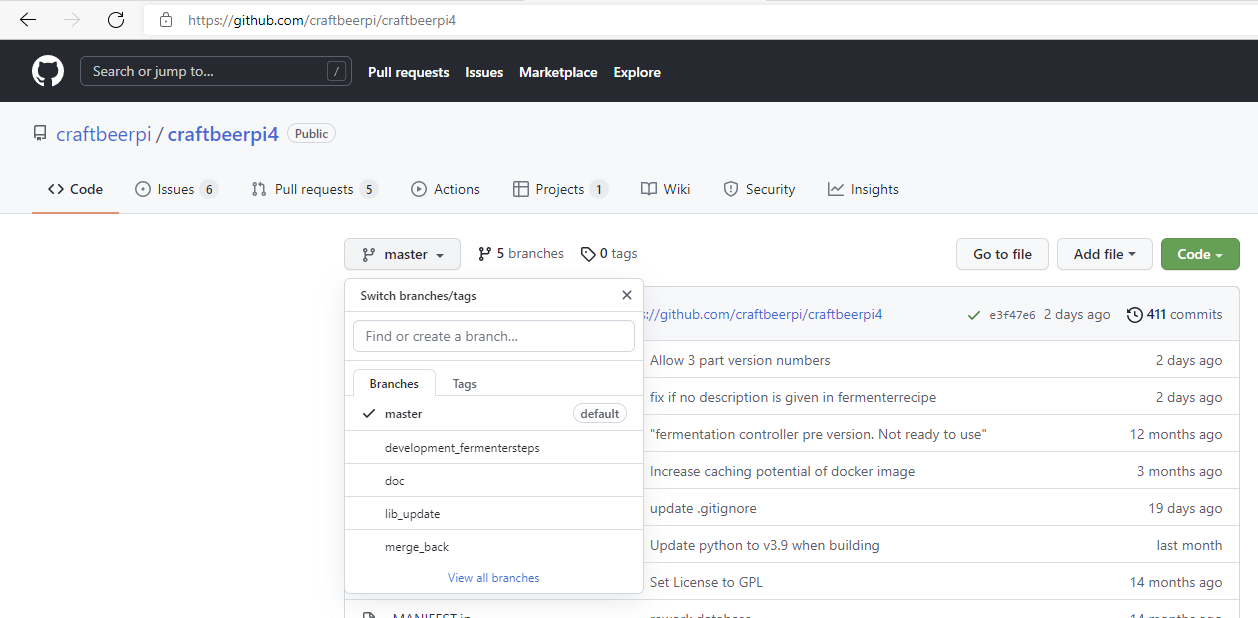 https://github.com/craftbeerpi/craftbeerpi4
Search or jump to... /
Pull requests Issues Marketplace Explore
craftbeerpi / craftbeerpi4 Public
<> Code Issues 6 Pull requests 5 Actions Projects 1 Wiki Security Insights
master 5 branches 0 tags Go to file Add file Code
Switch branches/tags
Find or create a branch...
Branches Tags
master default
development_fermentersteps
doc
lib_update
merge_back
View all branches
://github.com/craftbeerpi/craftbeerpi4 e3f47e6 2 days ago 411 commits
Allow 3 part version numbers 2 days ago
fix if no description is given in fermenterrecipe 2 days ago
"fermentation controller pre version. Not ready to use" 12 months ago
Increase caching potential of docker image 3 months ago
update .gitignore 19 days ago
Update python to v3.9 when building last month
Set License to GPL 14 months ago
MANIFEST.in rework database 14 months ago